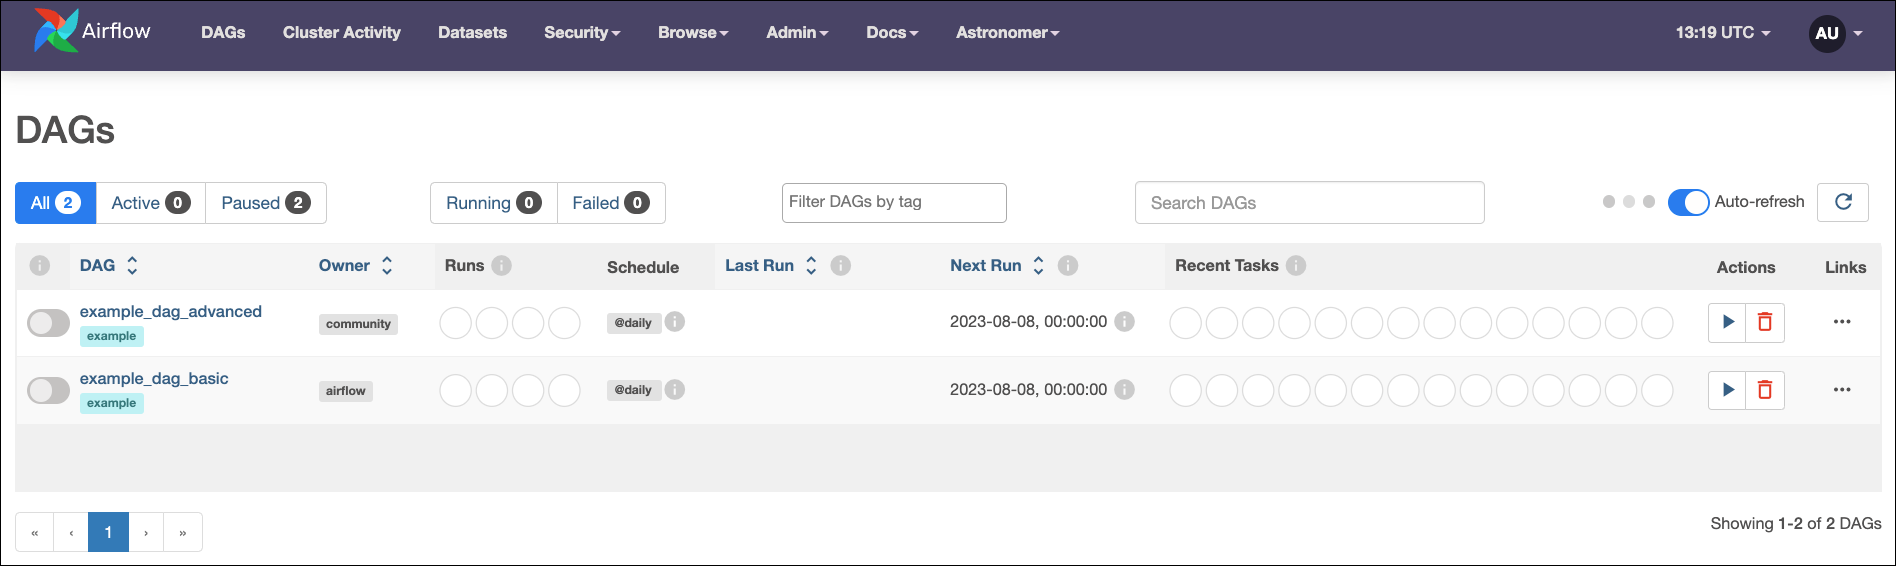 Airflow DAGs Cluster Activity Datasets Security Browse Admin Docs Astronomer 13:19 UTC AU
DAGs
All 2 Active 0 Paused 2 Running 0 Failed 0 Filter DAGs by tag Search DAGs Auto-refresh
i DAG Owner Runs i Schedule Last Run i Next Run i Recent Tasks i Actions Links
example_dag_advanced
community @daily i 2023-08-08, 00:00:00 i ···
example
example_dag_basic
airflow @daily i 2023-08-08, 00:00:00 i ···
example
« ‹ 1 › » Showing 1-2 of 2 DAGs